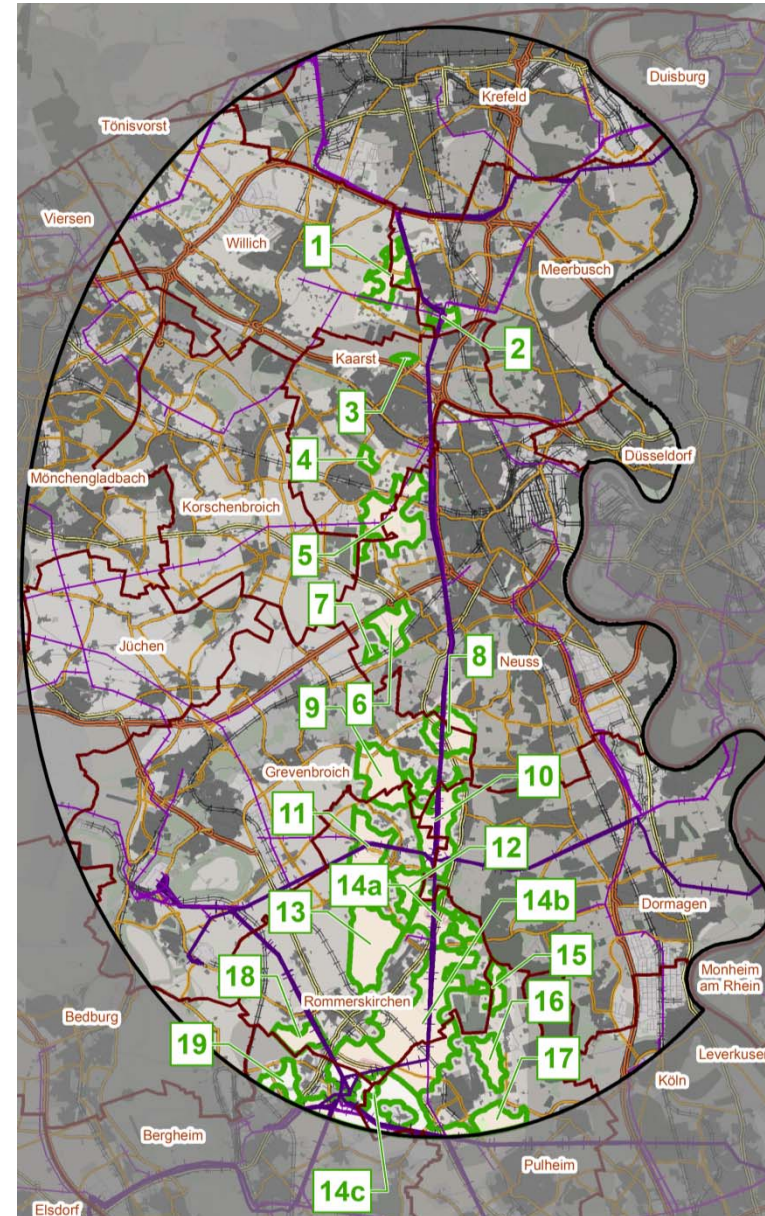 Duisburg
Krefeld
Tönisvorst
Viersen
Willich
1
Meerbusch
2
Kaarst
3
4
Düsseldorf
Mönchengladbach
Korschenbroich
5
7
Jüchen
8
Neuss
9
6
Grevenbroich
10
11
12
14a
14b
13
Dormagen
15
Monheim
am Rhein
18
Rommerskirchen
16
Bedburg
19
17
Leverkusen
Köln
Bergheim
Pulheim
14c
Elsdorf